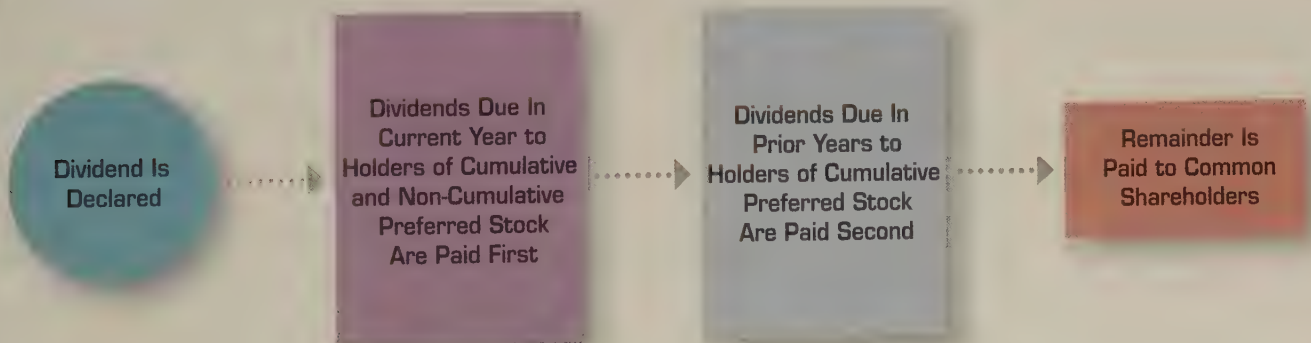 Dividend Is
Declared
Dividends Due In
Current Year to
Holders of Cumulative
and Non-Cumulative
Preferred Stock
Are Paid First
Dividends Due In
Prior Years to
Holders of Cumulative
Preferred Stock
Are Paid Second
Remainder Is
Paid to Common
Shareholders